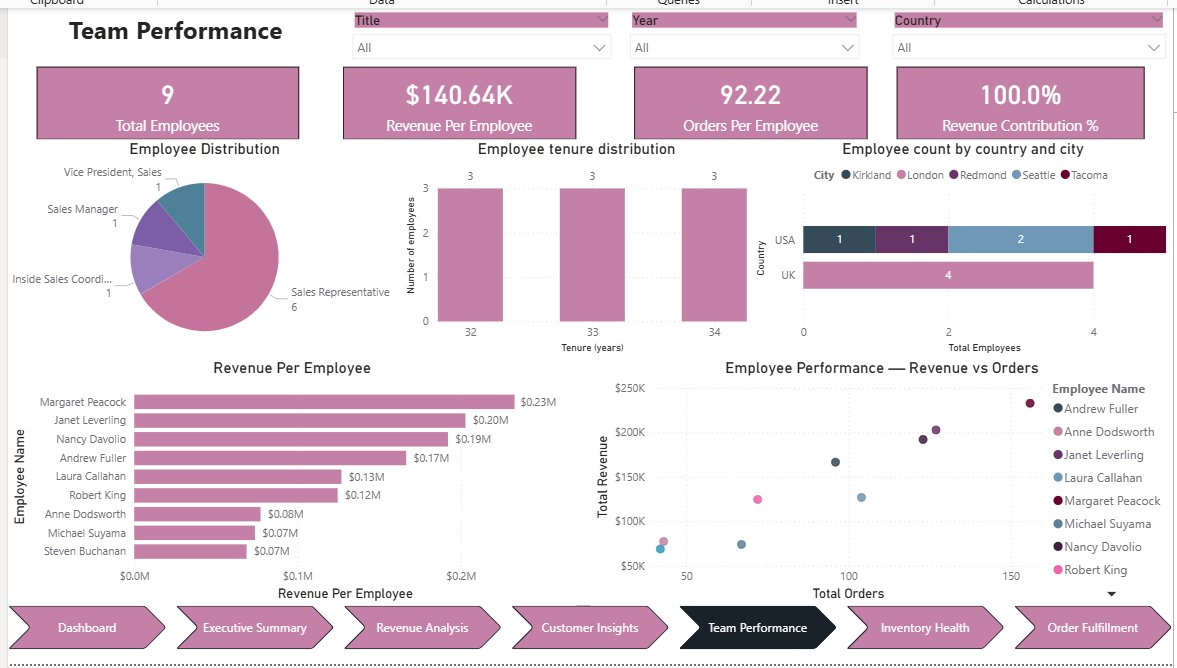 Clipboard
Data
Queries
Insert
Calculations
Team Performance
Title
Year
Country
All
All
All
9
Total Employees
$140.64K
Revenue Per Employee
92.22
Orders Per Employee
100.0%
Revenue Contribution %
Employee Distribution
Vice President, Sales
1
Sales Manager
1
Inside Sales Coordi...
1
Sales Representative
6
Employee tenure distribution
Number of employees
3
2
1
0
3
3
3
32
33
34
Tenure (years)
Employee count by country and city
City
Kirkland
London
Redmond
Seattle
Tacoma
Country
USA
1
1
2
1
UK
4
0
2
4
Total Employees
Revenue Per Employee
Employee Name
Margaret Peacock
$0.23M
Janet Leverling
$0.20M
Nancy Davolio
$0.19M
Andrew Fuller
$0.17M
Laura Callahan
$0.13M
Robert King
$0.12M
Anne Dodsworth
$0.08M
Michael Suyama
$0.07M
Steven Buchanan
$0.07M
$0.0M
$0.1M
$0.2M
Revenue Per Employee
Employee Performance — Revenue vs Orders
Total Revenue
$250K
$200K
$150K
$100K
$50K
50
100
150
Total Orders
Employee Name
Andrew Fuller
Anne Dodsworth
Janet Leverling
Laura Callahan
Margaret Peacock
Michael Suyama
Nancy Davolio
Robert King
Dashboard
Executive Summary
Revenue Analysis
Customer Insights
Team Performance
Inventory Health
Order Fulfillment